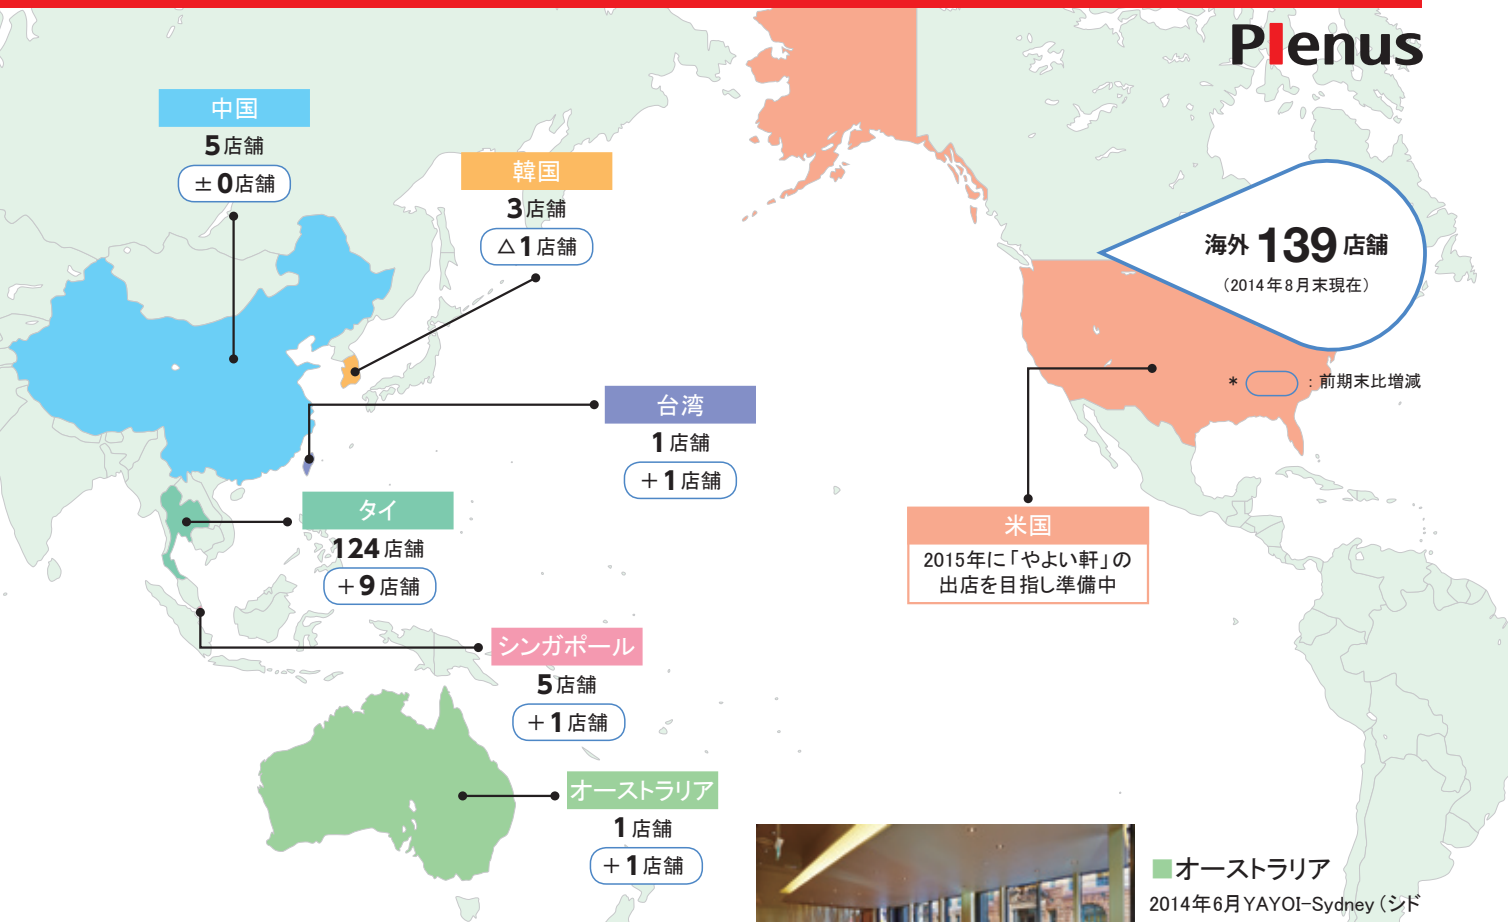 Plenus
中国
5店舗
±0店舗
韓国
3店舗
△1店舗
海外 139 店舗
(2014年8月末現在)
* : 前期末比増減
台湾
1店舗
+1店舗
タイ
124店舗
+9店舗
米国
2015年に「やよい軒」の
出店を目指し準備中
シンガポール
5店舗
+1店舗
オーストラリア
1店舗
+1店舗
■オーストラリア
2014年6月YAYOI-Sydney(シド